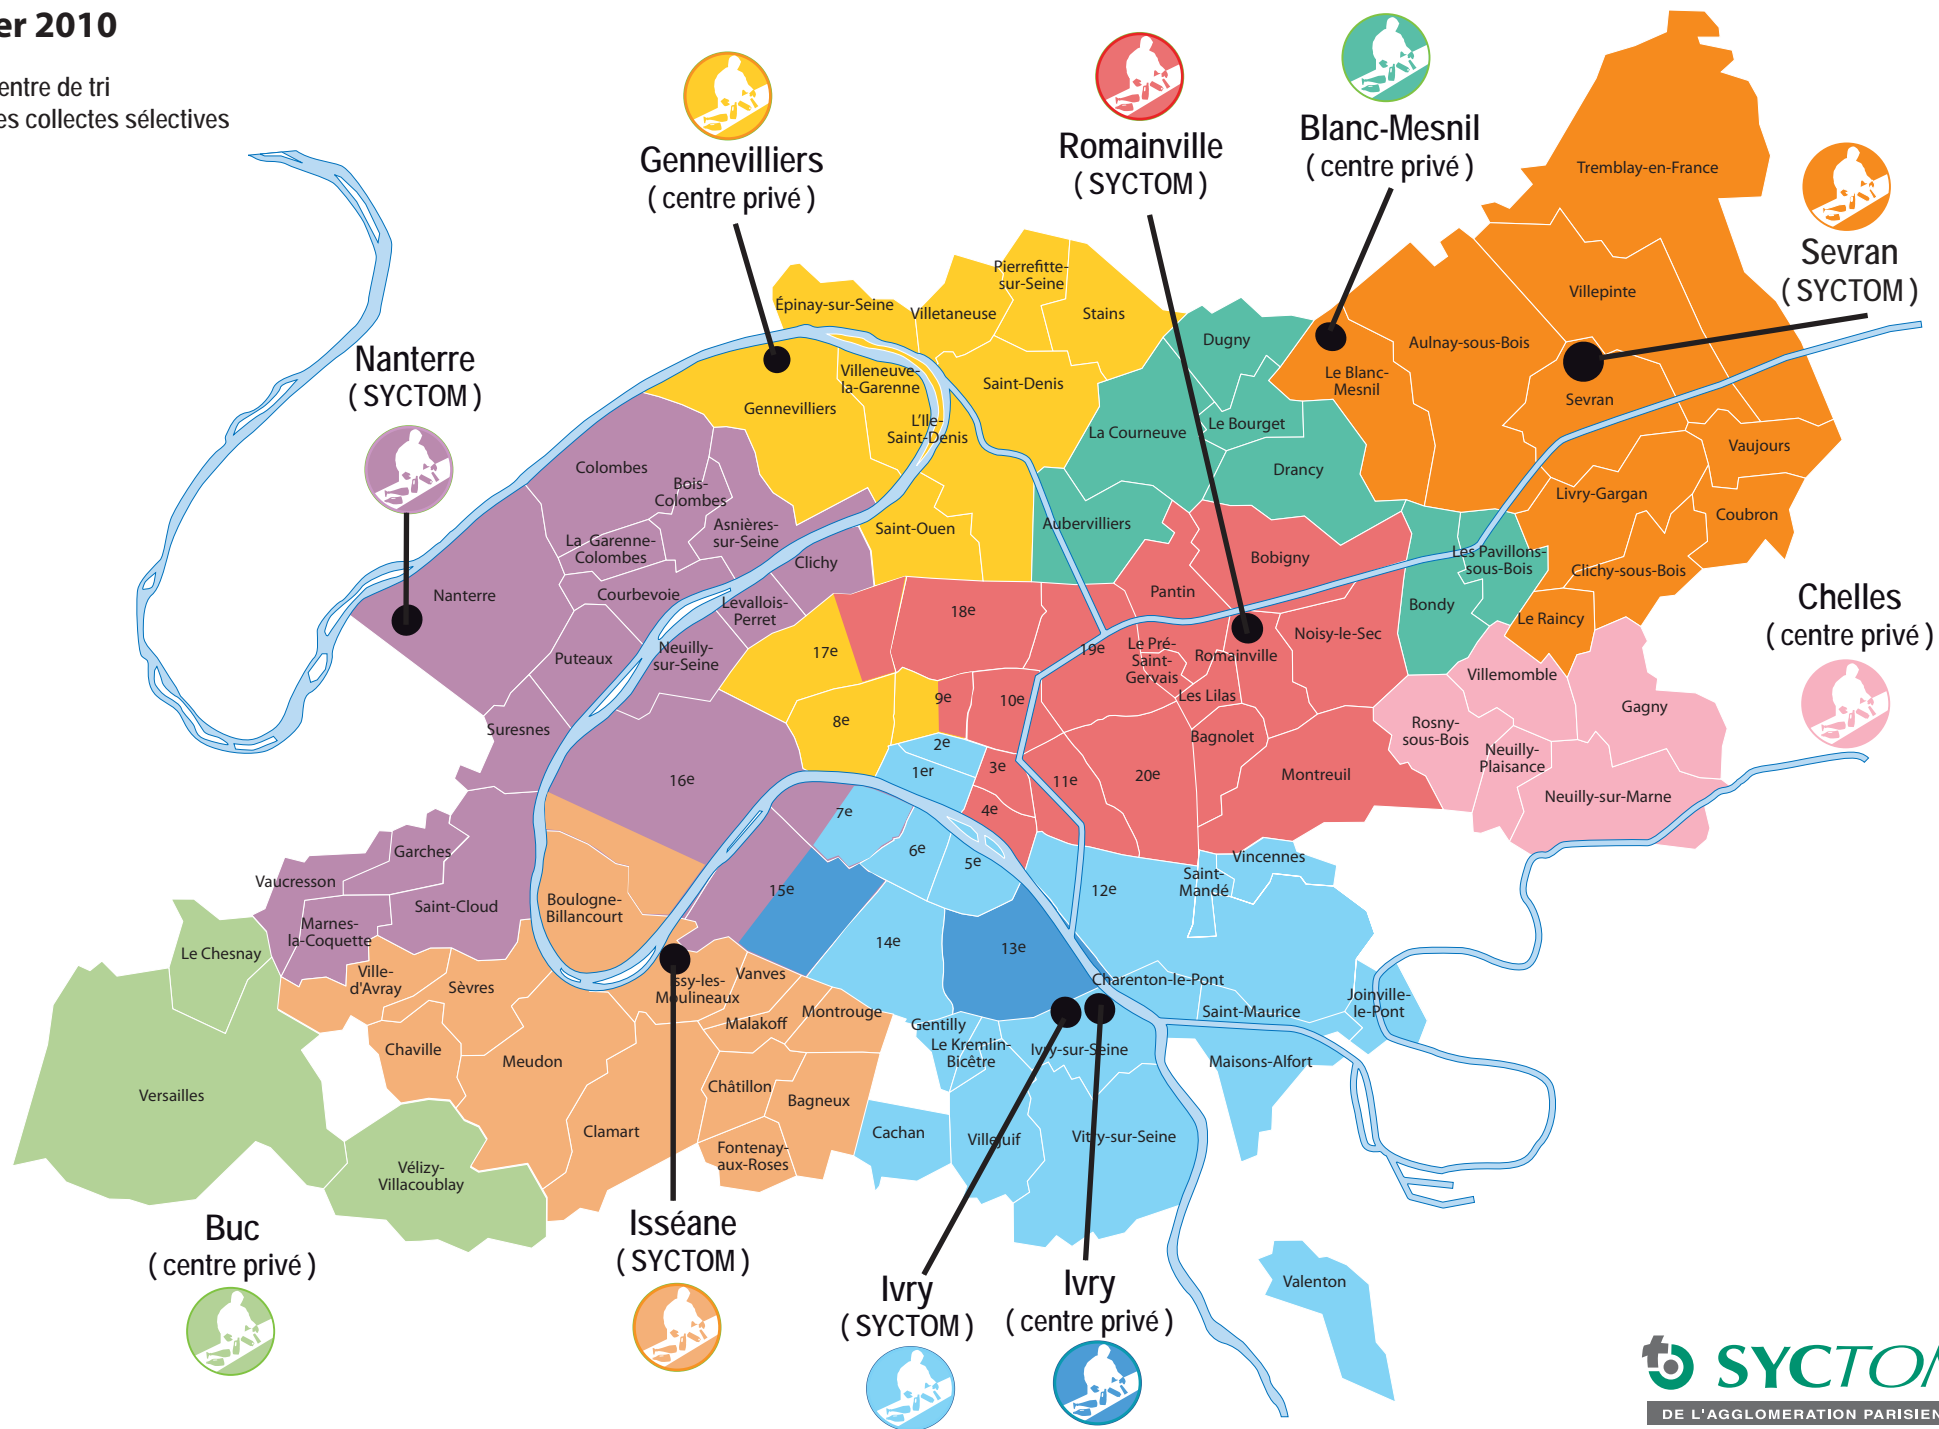 er 2010
entre de tri
es collectes sélectives
Gennevilliers
( centre privé )
Romainville
( SYCTOM )
Blanc-Mesnil
( centre privé )
Sevran
( SYCTOM )
Nanterre
( SYCTOM )
Chelles
( centre privé )
Tremblay-en-France
Villepinte
Aulnay-sous-Bois
Le Blanc-
Mesnil
Sevran
Vaujours
Livry-Gargan
Coubron
Clichy-sous-Bois
Le Raincy
Épinay-sur-Seine
Villetaneuse
Pierrefitte-
sur-Seine
Stains
Villeneuve-
la-Garenne
Saint-Denis
Gennevilliers
L'Ile-
Saint-Denis
Saint-Ouen
Dugny
Le Bourget
La Courneuve
Drancy
Aubervilliers
Les Pavillons-
sous-Bois
Bondy
Colombes
Bois-
Colombes
Asnières-
sur-Seine
La Garenne-
Colombes
Clichy
Nanterre
Courbevoie
Levallois-
Perret
Puteaux
Neuilly-
sur-Seine
Suresnes
Bobigny
Pantin
Le Pré-
Saint-
Gervais
Romainville
Noisy-le-Sec
Les Lilas
Bagnolet
Montreuil
Villemomble
Gagny
Rosny-
sous-Bois
Neuilly-
Plaisance
Neuilly-sur-Marne
17e
18e
19e
8e
9e
10e
2e
1er
3e
11e
20e
4e
16e
7e
6e
5e
15e
14e
13e
12e
Garches
Vaucresson
Saint-Cloud
Marnes-
la-Coquette
Le Chesnay
Ville-
d'Avray
Sèvres
Boulogne-
Billancourt
Issy-les-
Moulineaux
Vanves
Malakoff
Montrouge
Chaville
Meudon
Châtillon
Bagneux
Clamart
Fontenay-
aux-Roses
Versailles
Vélizy-
Villacoublay
Vincennes
Saint-
Mandé
Charenton-le-Pont
Saint-Maurice
Joinville-
le-Pont
Maisons-Alfort
Gentilly
Le Kremlin-
Bicêtre
Ivry-sur-Seine
Cachan
Villejuif
Vitry-sur-Seine
Valenton
Buc
( centre privé )
Isséane
( SYCTOM )
Ivry
( SYCTOM )
Ivry
( centre privé )
SYCTOM
DE L'AGGLOMERATION PARISIEN